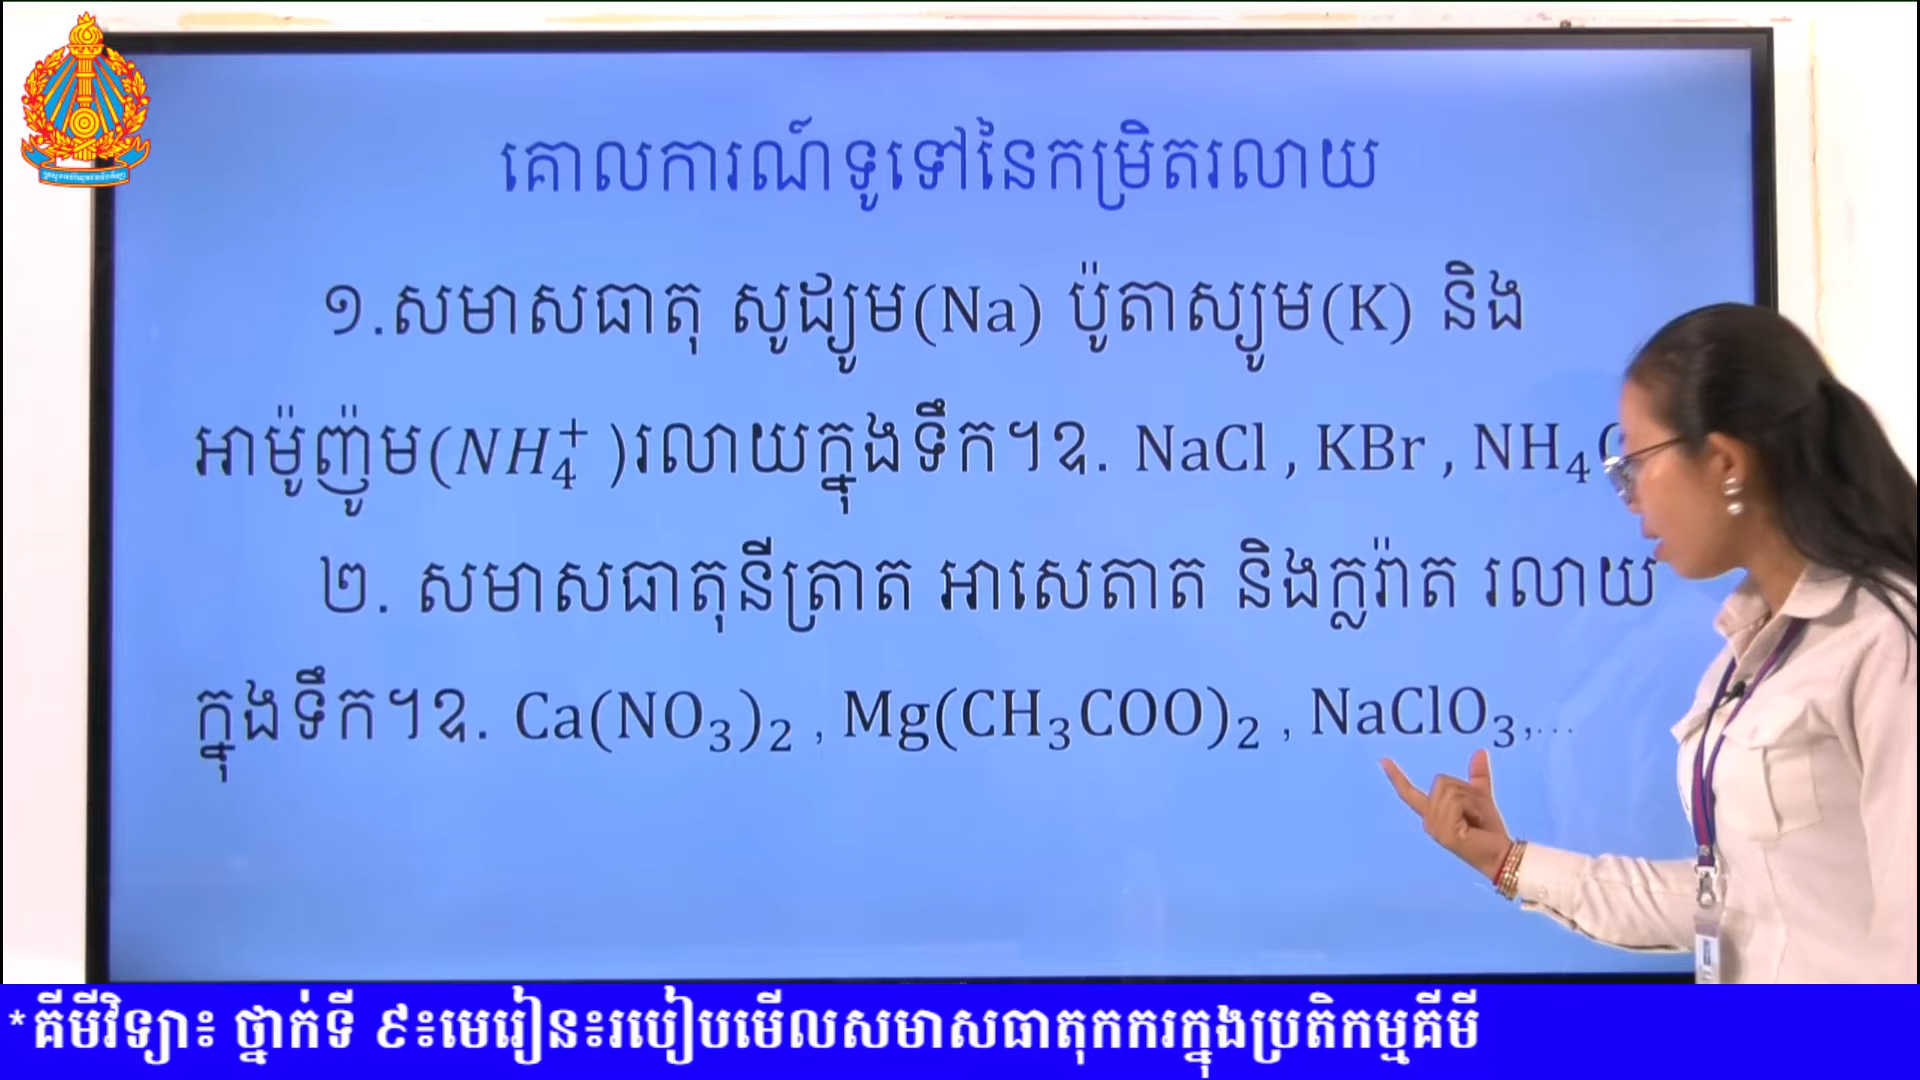 គោលការណ៍ទូទៅនៃកម្រិតរលាយ
១.សមាសធាតុ សូដ្យូម(Na) ប៉ូតាស្យូម(K) និង
អាម៉ូញ៉ូម(NH₄⁺ )រលាយក្នុងទឹក។ឧ. NaCl , KBr , NH₄
២. សមាសធាតុនីត្រាត អាសេតាត និងក្លរ៉ាត រលាយ
ក្នុងទឹក។ឧ. Ca(NO₃)₂ , Mg(CH₃COO)₂ , NaClO₃,...
*គីមីវិទ្យា៖ ថ្នាក់ទី ៩៖មេរៀន៖របៀបមើលសមាសធាតុកករក្នុងប្រតិកម្មគីមី